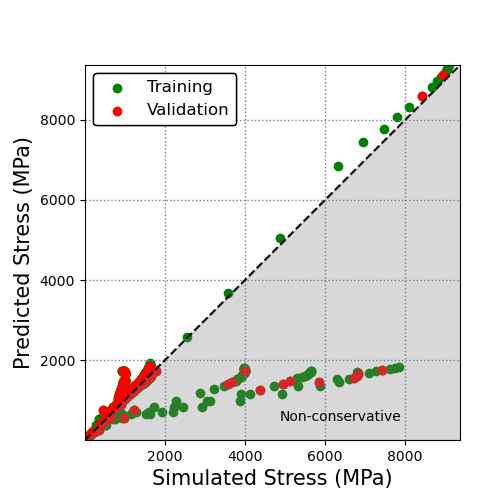 Training
Validation
8000
6000
4000
2000
Predicted Stress (MPa)
Non-conservative
2000 4000 6000 8000
Simulated Stress (MPa)